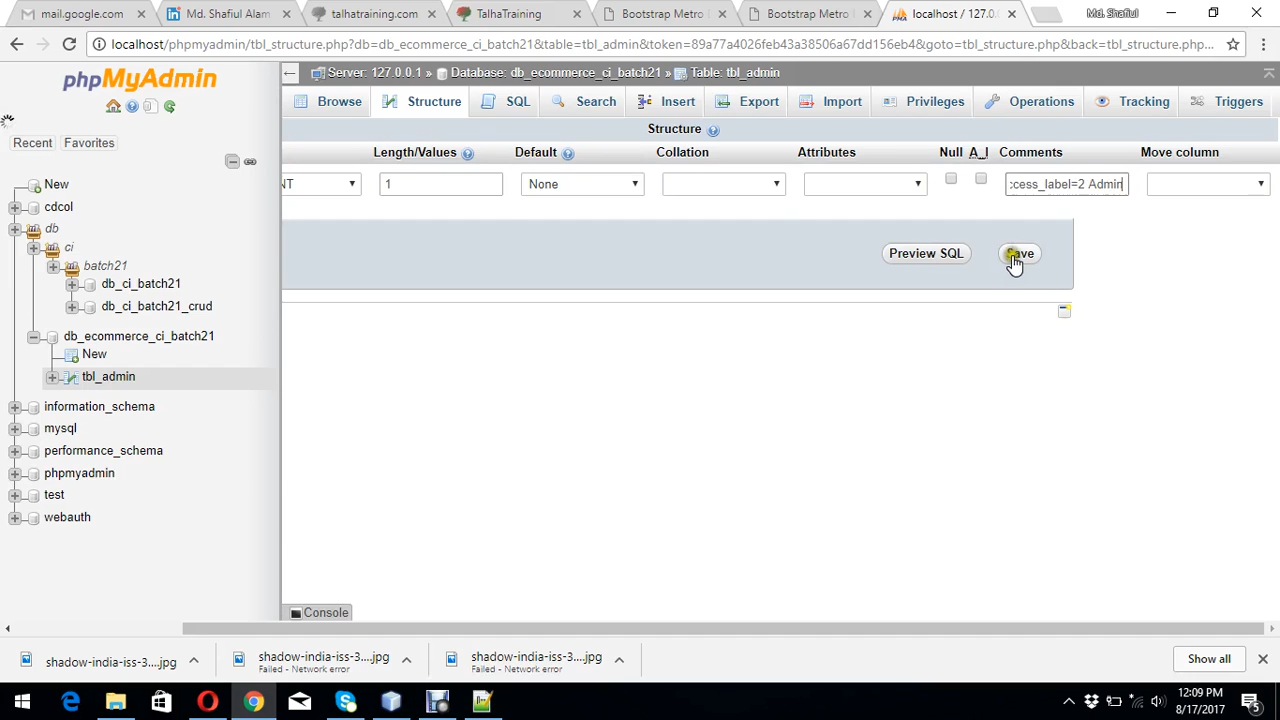 mail.google.com
Md. Shafiul Alam
talhatraining.com
TalhaTraining
Bootstrap Metro
Bootstrap Metro
localhost / 127.0.
Md. Shafiul
localhost/phpmyadmin/tbl_structure.php?db=db_ecommerce_ci_batch21&table=tbl_admin&token=89a77a4026feb43506a67dd156eb4&goto=tbl_structure.php&back=tbl_structure.php...
phpMyAdmin
Server: 127.0.0.1 » Database: db_ecommerce_ci_batch21 » Table: tbl_admin
Browse
Structure
SQL
Search
Insert
Export
Import
Privileges
Operations
Tracking
Triggers
Recent
Favorites
Structure
Length/Values
Default
Collation
Attributes
Null
A_I
Comments
Move column
NT
1
None
:cess_label=2 Admin
Preview SQL
Save
New
cdcol
db
ci
batch21
db_ci_batch21
db_ci_batch21_crud
db_ecommerce_ci_batch21
New
tbl_admin
information_schema
mysql
performance_schema
phpmyadmin
test
webauth
Console
shadow-india-iss-3....jpg
shadow-india-iss-3....jpg
Failed - Network error
shadow-india-iss-3....jpg
Failed - Network error
Show all
12:09 PM
8/17/2017
5